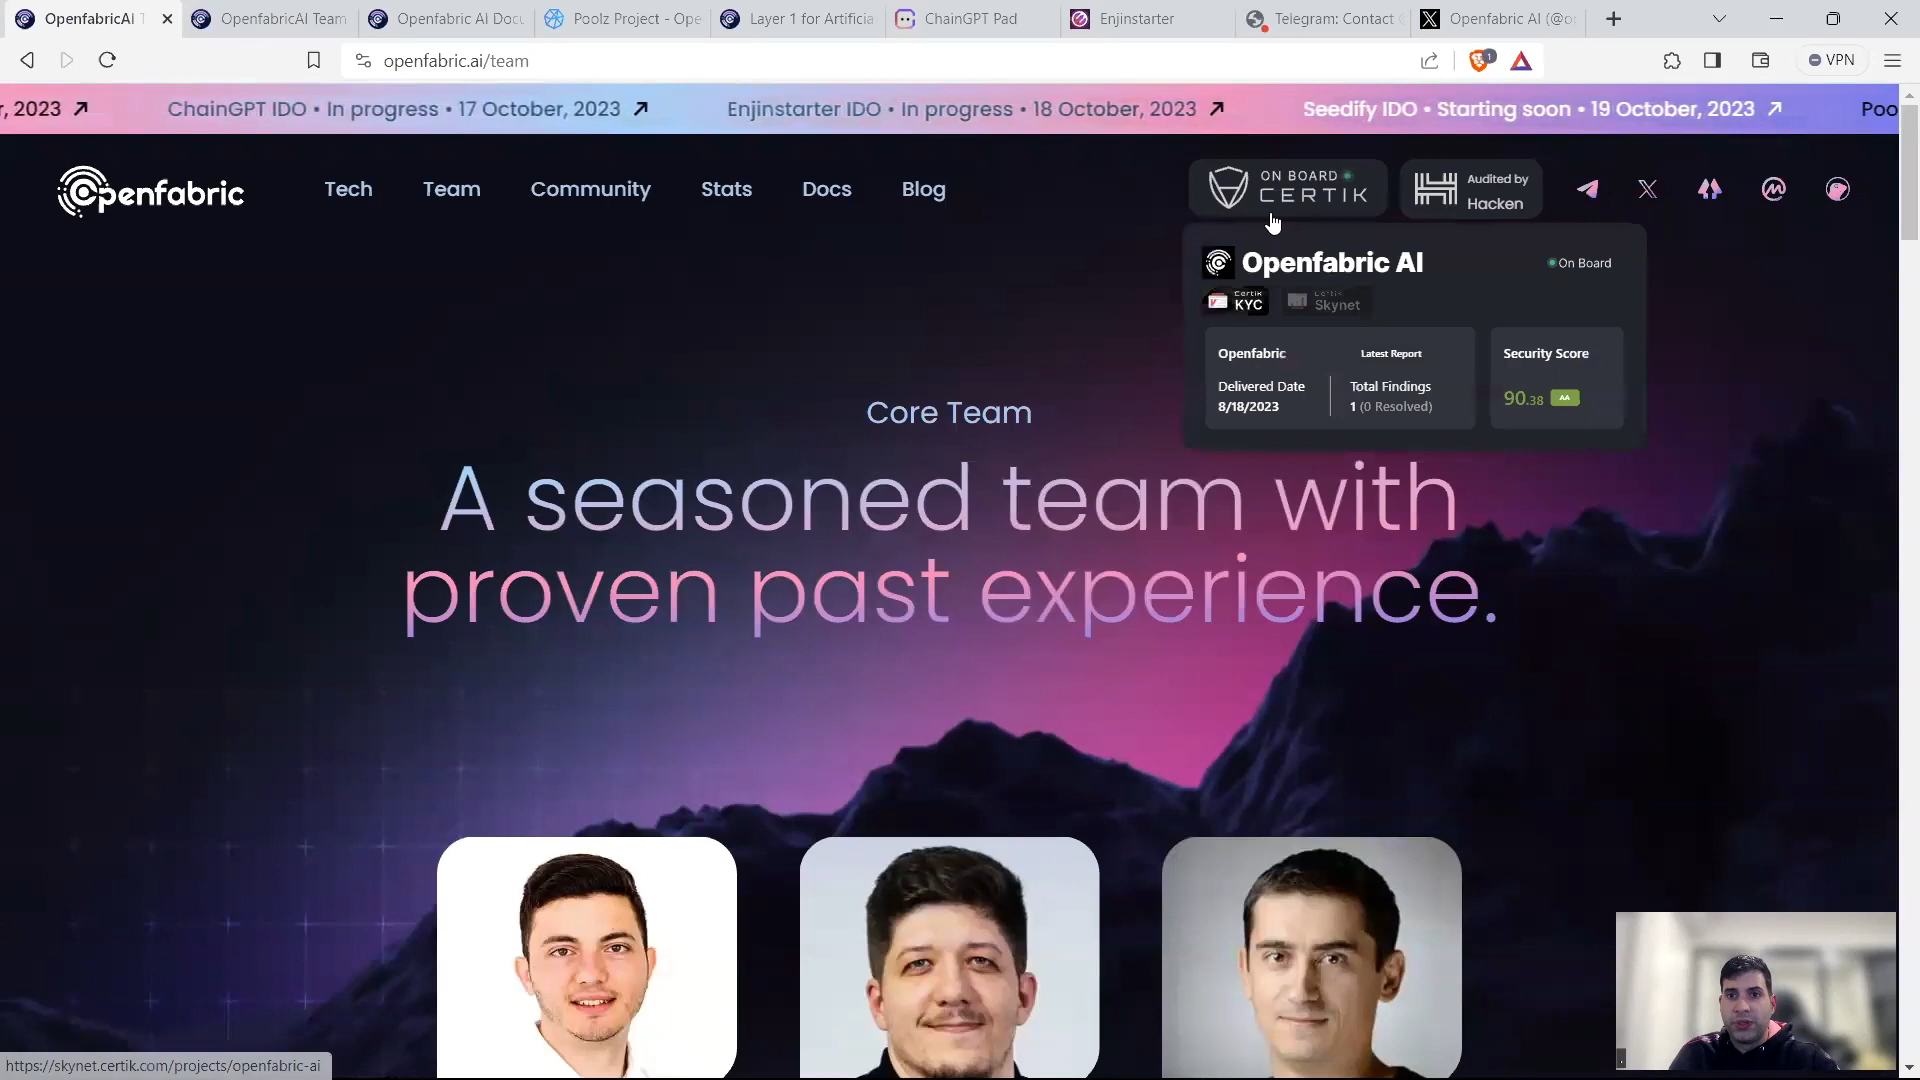 OpenfabricAI T
OpenfabricAI Team
Openfabric AI Docu
Poolz Project - Ope
Layer 1 for Artificia
ChainGPT Pad
Enjinstarter
Telegram: Contact @
Openfabric AI (@o
openfabric.ai/team
1
VPN
r, 2023
ChainGPT IDO • In progress • 17 October, 2023
Enjinstarter IDO • In progress • 18 October, 2023
Seedify IDO • Starting soon • 19 October, 2023
Poo
Openfabric
Tech
Team
Community
Stats
Docs
Blog
ON BOARD
CERTIK
Audited by
Hacken
Openfabric AI
On Board
Certik
KYC
Certik
Skynet
Openfabric
Latest Report
Security Score
Delivered Date
Total Findings
8/18/2023
1 (0 Resolved)
90.38
AA
Core Team
A seasoned team with
proven past experience.
https://skynet.certik.com/projects/openfabric-ai